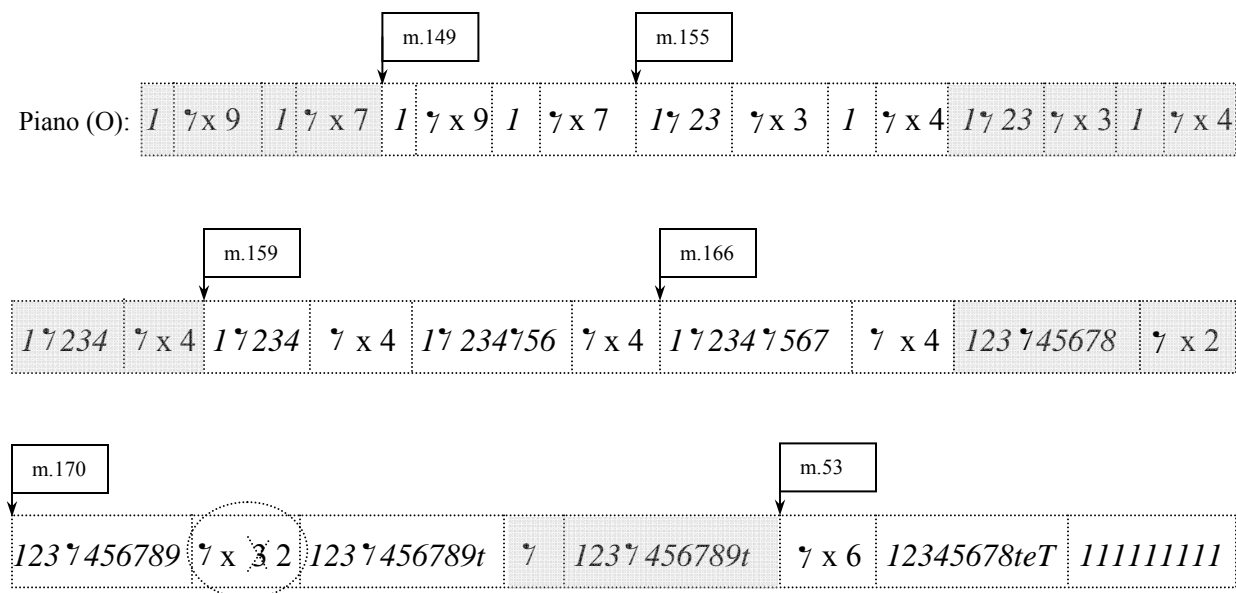 m.149 m.155
Piano (O): 1 𝄾 x 9 1 𝄾 x 7 1 𝄾 x 9 1 𝄾 x 7 1 𝄾 23 𝄾 x 3 1 𝄾 x 4 1 𝄾 23 𝄾 x 3 1 𝄾 x 4
m.159 m.166
1 𝄾 234 𝄾 x 4 1 𝄾 234 𝄾 x 4 1 𝄾 234 𝄾 56 𝄾 x 4 1 𝄾 234 𝄾 567 𝄾 x 4 123 𝄾 45678 𝄾 x 2
m.170 m.53
123 𝄾 456789 𝄾 x 3 2 123 𝄾 456789t 𝄾 123 𝄾 456789t 𝄾 x 6 12345678teT 111111111